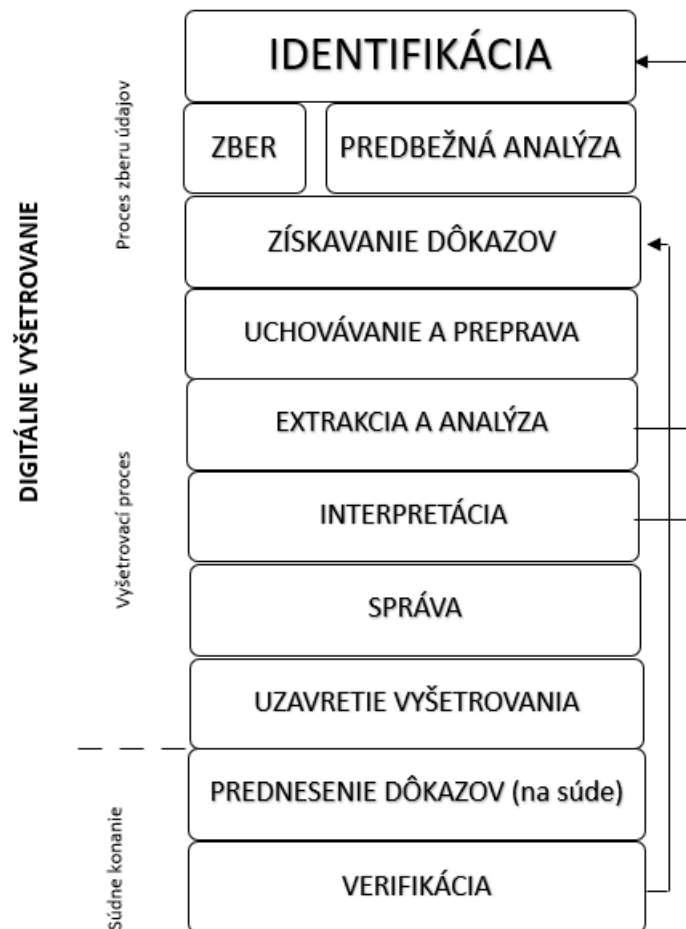 DIGITÁLNE VYŠETROVANIE
Proces zberu údajov
IDENTIFIKÁCIA
ZBER
PREDBEŽNÁ ANALÝZA
ZÍSKAVANIE DÔKAZOV
UCHOVÁVANIE A PREPRAVA
Vyšetrovací proces
EXTRAKCIA A ANALÝZA
INTERPRETÁCIA
SPRÁVA
UZAVRETIE VYŠETROVANIA
Súdne konanie
PREDNESENIE DÔKAZOV (na súde)
VERIFIKÁCIA